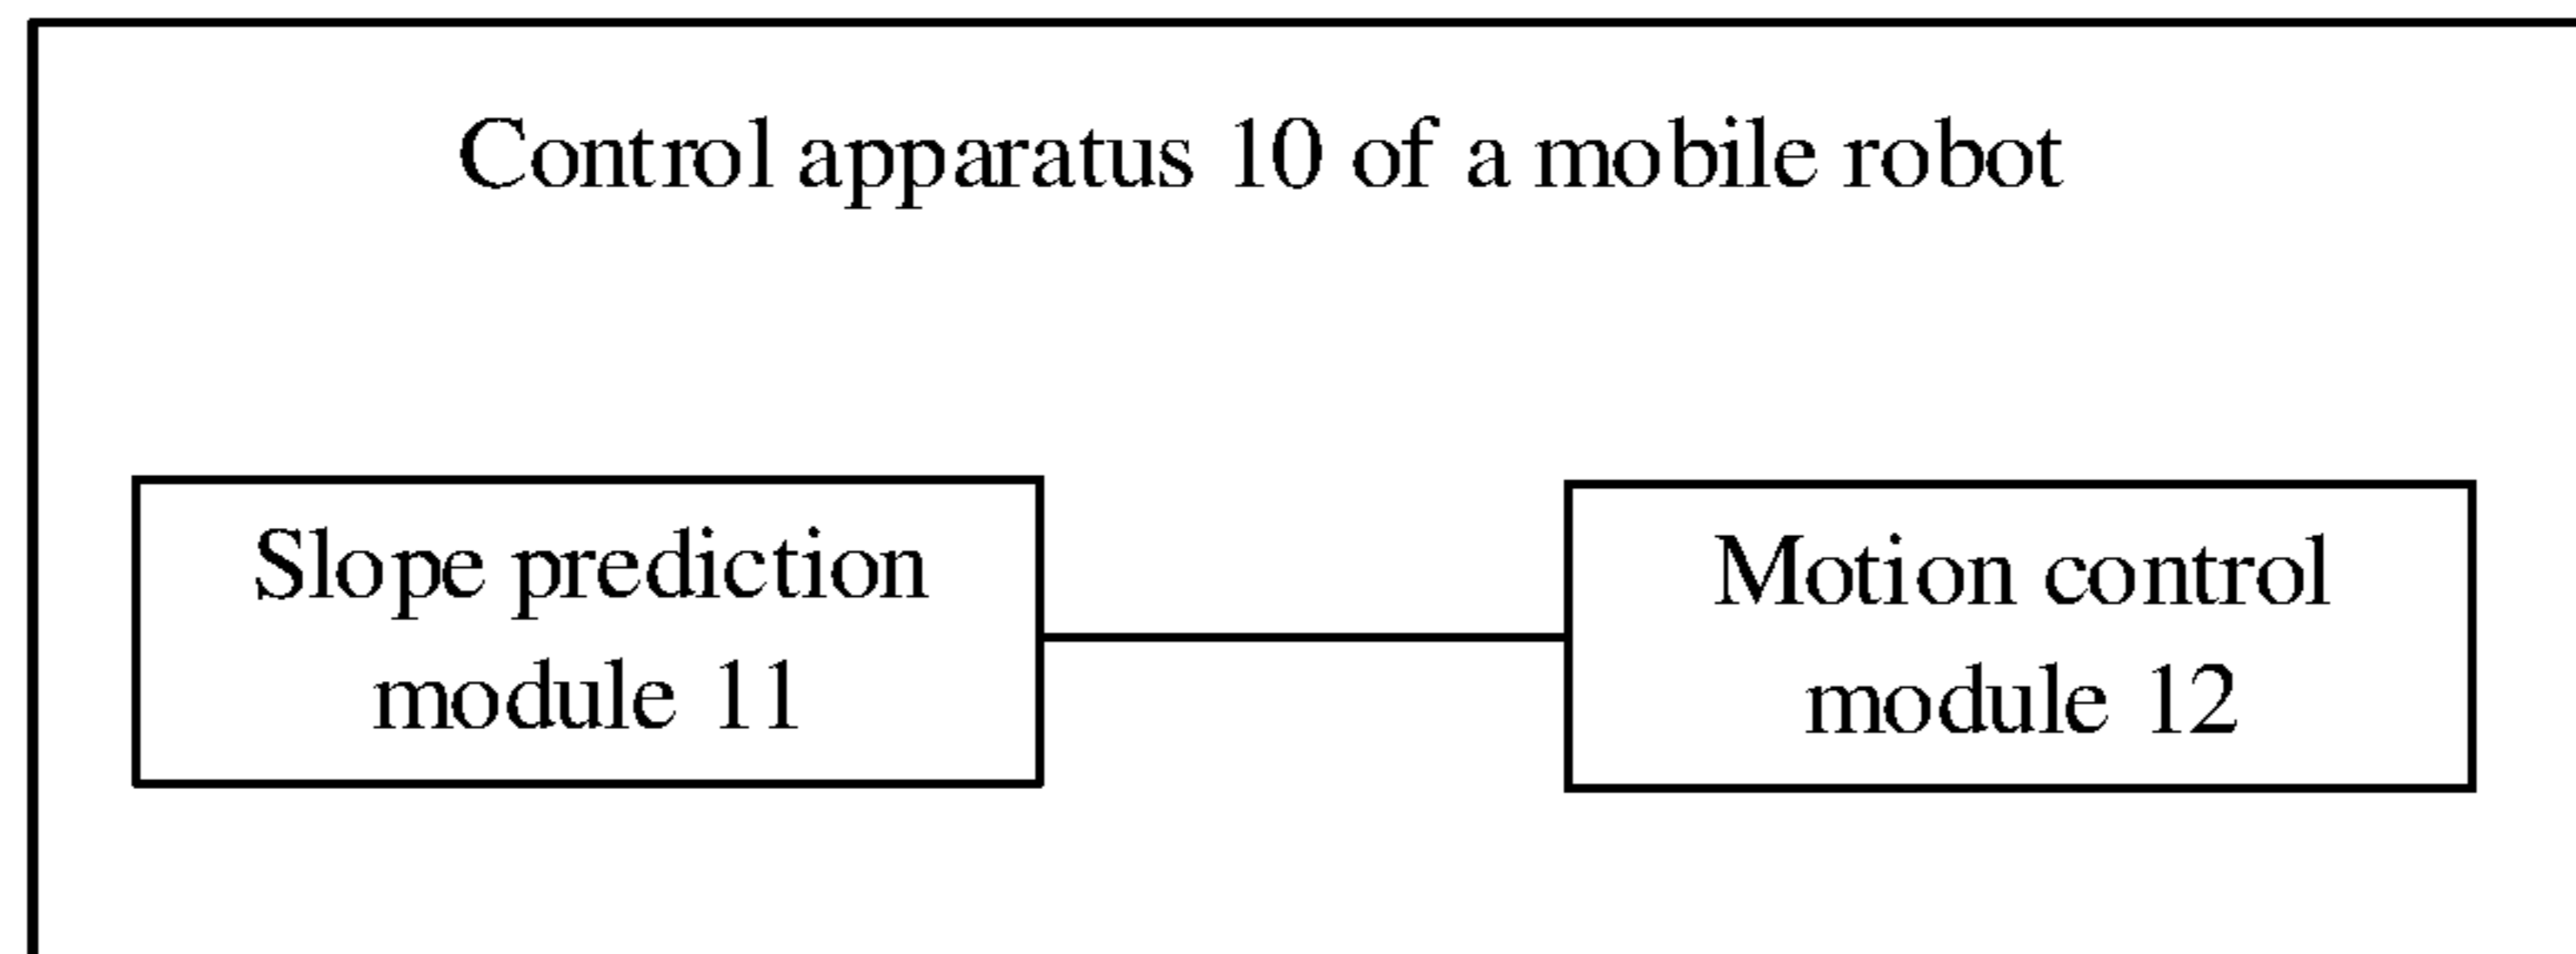 Control apparatus 10 of a mobile robot
Slope prediction
module 11
Motion control
module 12